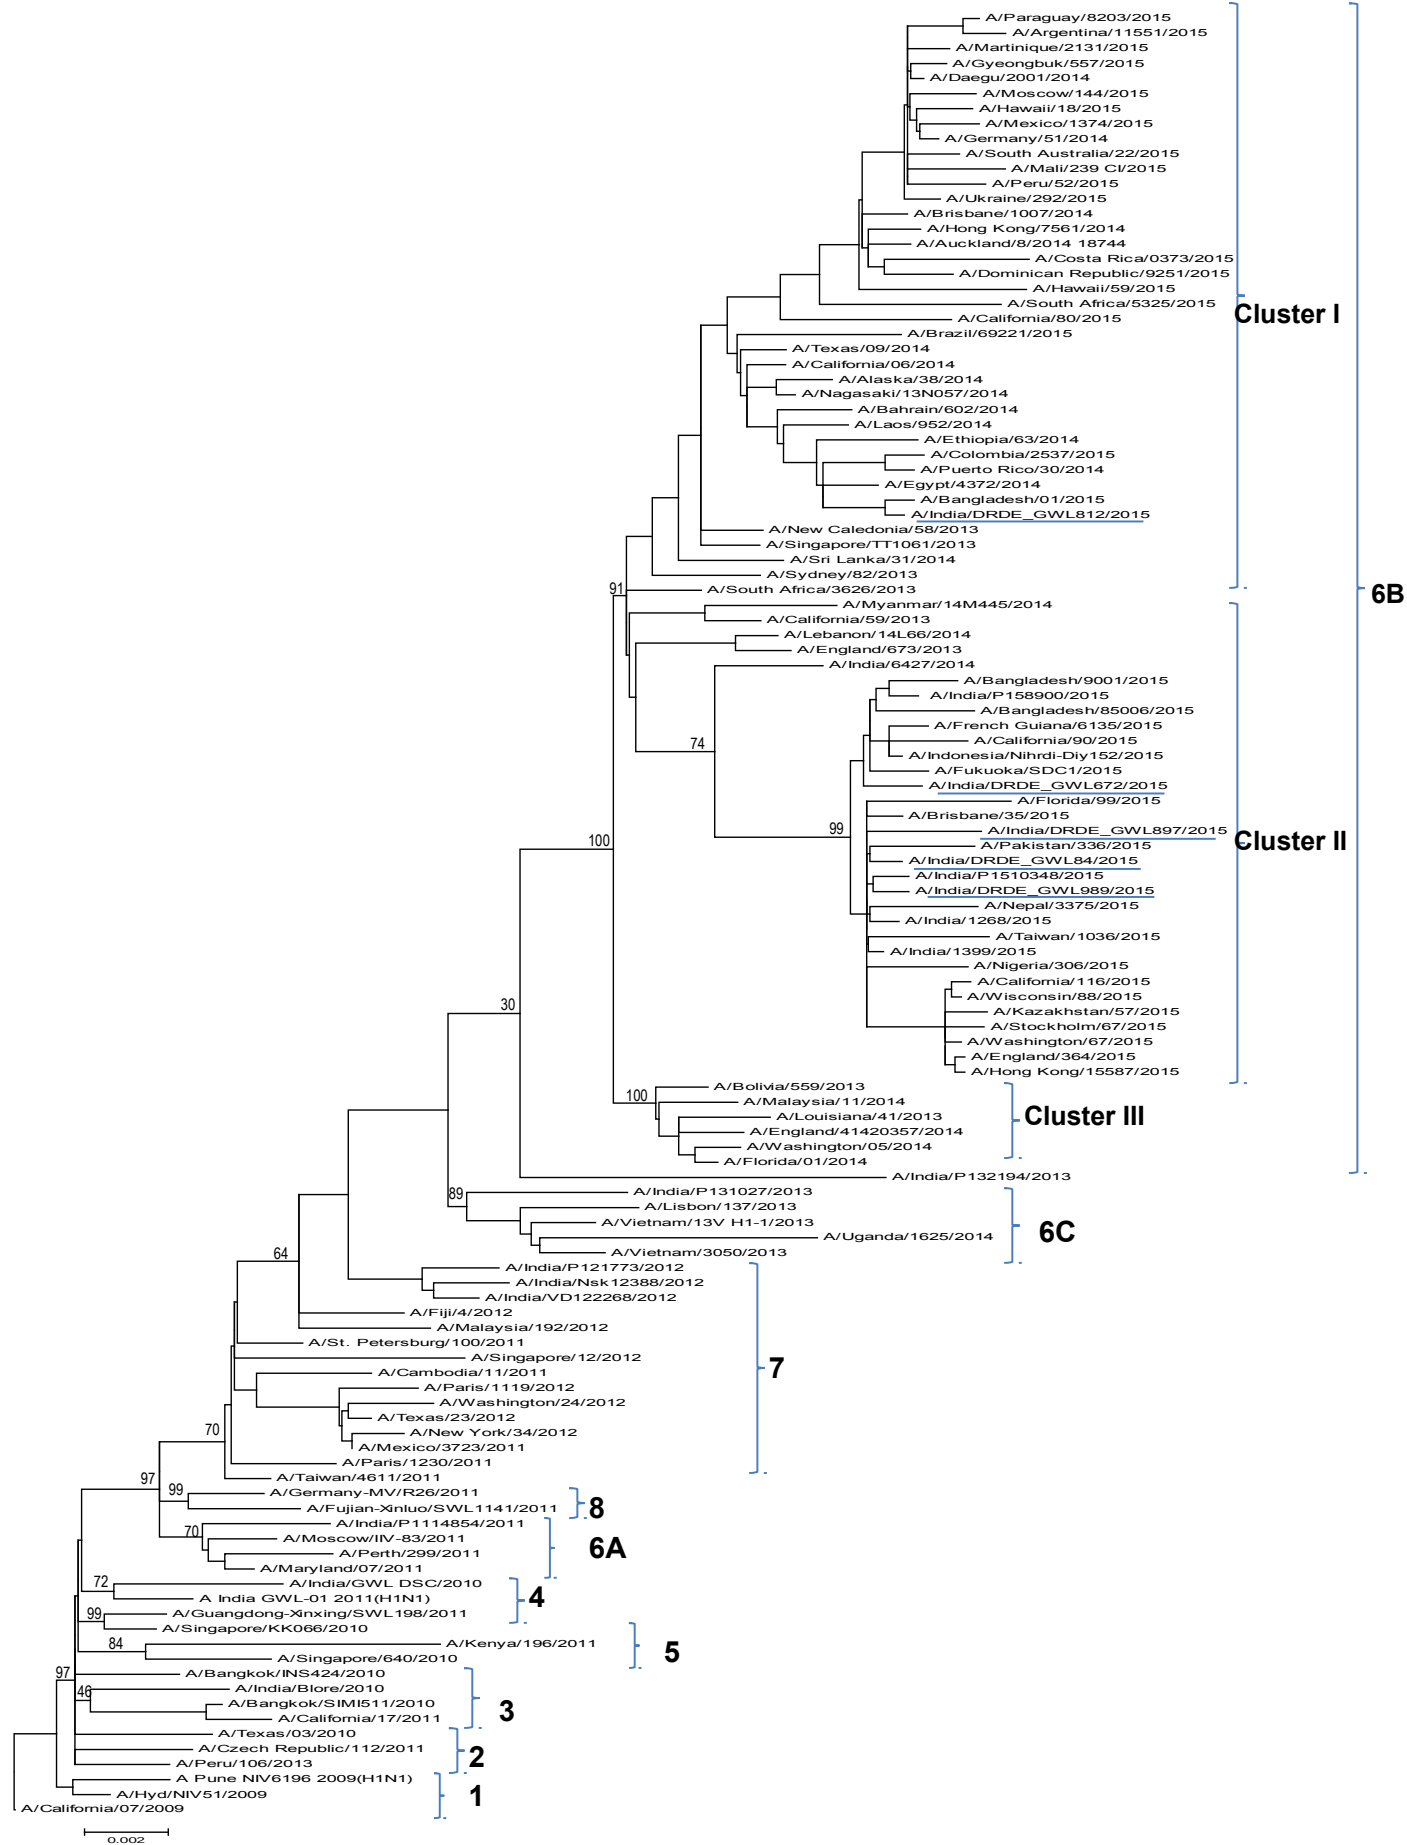 A/Paraguay/8203/2015
A/Argentina/11551/2015
A/Martinique/2131/2015
A/Gyeongbuk/557/2015
A/Daegu/2001/2014
A/Moscow/144/2015
A/Hawaii/18/2015
A/Mexico/1374/2015
A/Germany/51/2014
A/South Australia/22/2015
A/Mali/239 CI/2015
A/Peru/52/2015
A/Ukraine/292/2015
A/Brisbane/1007/2014
A/Hong Kong/7561/2014
A/Auckland/8/2014 18744
A/Costa Rica/0373/2015
A/Dominican Republic/9251/2015
A/Hawaii/59/2015
A/South Africa/5325/2015
Cluster I
A/California/80/2015
A/Brazil/69221/2015
A/Texas/09/2014
A/California/06/2014
A/Alaska/38/2014
A/Nagasaki/13N057/2014
A/Bahrain/602/2014
A/Laos/952/2014
A/Ethiopia/63/2014
A/Colombia/2537/2015
A/Puerto Rico/30/2014
A/Egypt/4372/2014
A/Bangladesh/01/2015
A/India/DRDE_GWL812/2015
A/New Caledonia/58/2013
A/Singapore/TT1061/2013
A/Sri Lanka/31/2014
A/Sydney/82/2013
91
A/South Africa/3626/2013
6B
A/Myanmar/14M445/2014
A/California/59/2013
A/Lebanon/14L66/2014
A/England/673/2013
A/India/6427/2014
A/Bangladesh/9001/2015
A/India/P158900/2015
A/Bangladesh/85006/2015
A/French Guiana/6135/2015
74
A/California/90/2015
A/Indonesia/Nihrdi-Diy152/2015
A/Fukuoka/SDC1/2015
A/India/DRDE_GWL672/2015
A/Florida/99/2015
A/Brisbane/35/2015
99
A/India/DRDE_GWL897/2015
Cluster II
100
A/Pakistan/336/2015
A/India/DRDE_GWL84/2015
A/India/P1510348/2015
A/India/DRDE_GWL989/2015
A/Nepal/3375/2015
A/India/1268/2015
A/Taiwan/1036/2015
A/India/1399/2015
A/Nigeria/306/2015
A/California/116/2015
A/Wisconsin/88/2015
30
A/Kazakhstan/57/2015
A/Stockholm/67/2015
A/Washington/67/2015
A/England/364/2015
A/Hong Kong/15587/2015
A/Bolivia/559/2013
100
A/Malaysia/11/2014
A/Louisiana/41/2013
Cluster III
A/England/41420357/2014
A/Washington/05/2014
A/Florida/01/2014
A/India/P132194/2013
89
A/India/P131027/2013
A/Lisbon/137/2013
A/Vietnam/13V H1-1/2013
6C
A/Uganda/1625/2014
A/Vietnam/3050/2013
64
A/India/P121773/2012
A/India/Nsk12388/2012
A/India/VD122268/2012
A/Fiji/4/2012
A/Malaysia/192/2012
A/St. Petersburg/100/2011
A/Singapore/12/2012
7
A/Cambodia/11/2011
A/Paris/1119/2012
A/Washington/24/2012
A/Texas/23/2012
70
A/New York/34/2012
A/Mexico/3723/2011
A/Paris/1230/2011
97
A/Taiwan/4611/2011
99
A/Germany-MV/R26/2011
A/Fujian-Xinluo/SWL1141/2011
8
A/India/P1114854/2011
70
A/Moscow/IIV-83/2011
6A
A/Perth/299/2011
A/Maryland/07/2011
72
A/India/GWL DSC/2010
A India GWL-01 2011(H1N1)
4
99
A/Guangdong-Xinxing/SWL198/2011
A/Singapore/KK066/2010
84
A/Kenya/196/2011
5
A/Singapore/640/2010
97
A/Bangkok/INS424/2010
46
A/India/Blore/2010
A/Bangkok/SIMI511/2010
3
A/California/17/2011
A/Texas/03/2010
A/Czech Republic/112/2011
2
A/Peru/106/2013
A Pune NIV6196 2009(H1N1)
A/Hyd/NIV51/2009
1
A/California/07/2009
0.002